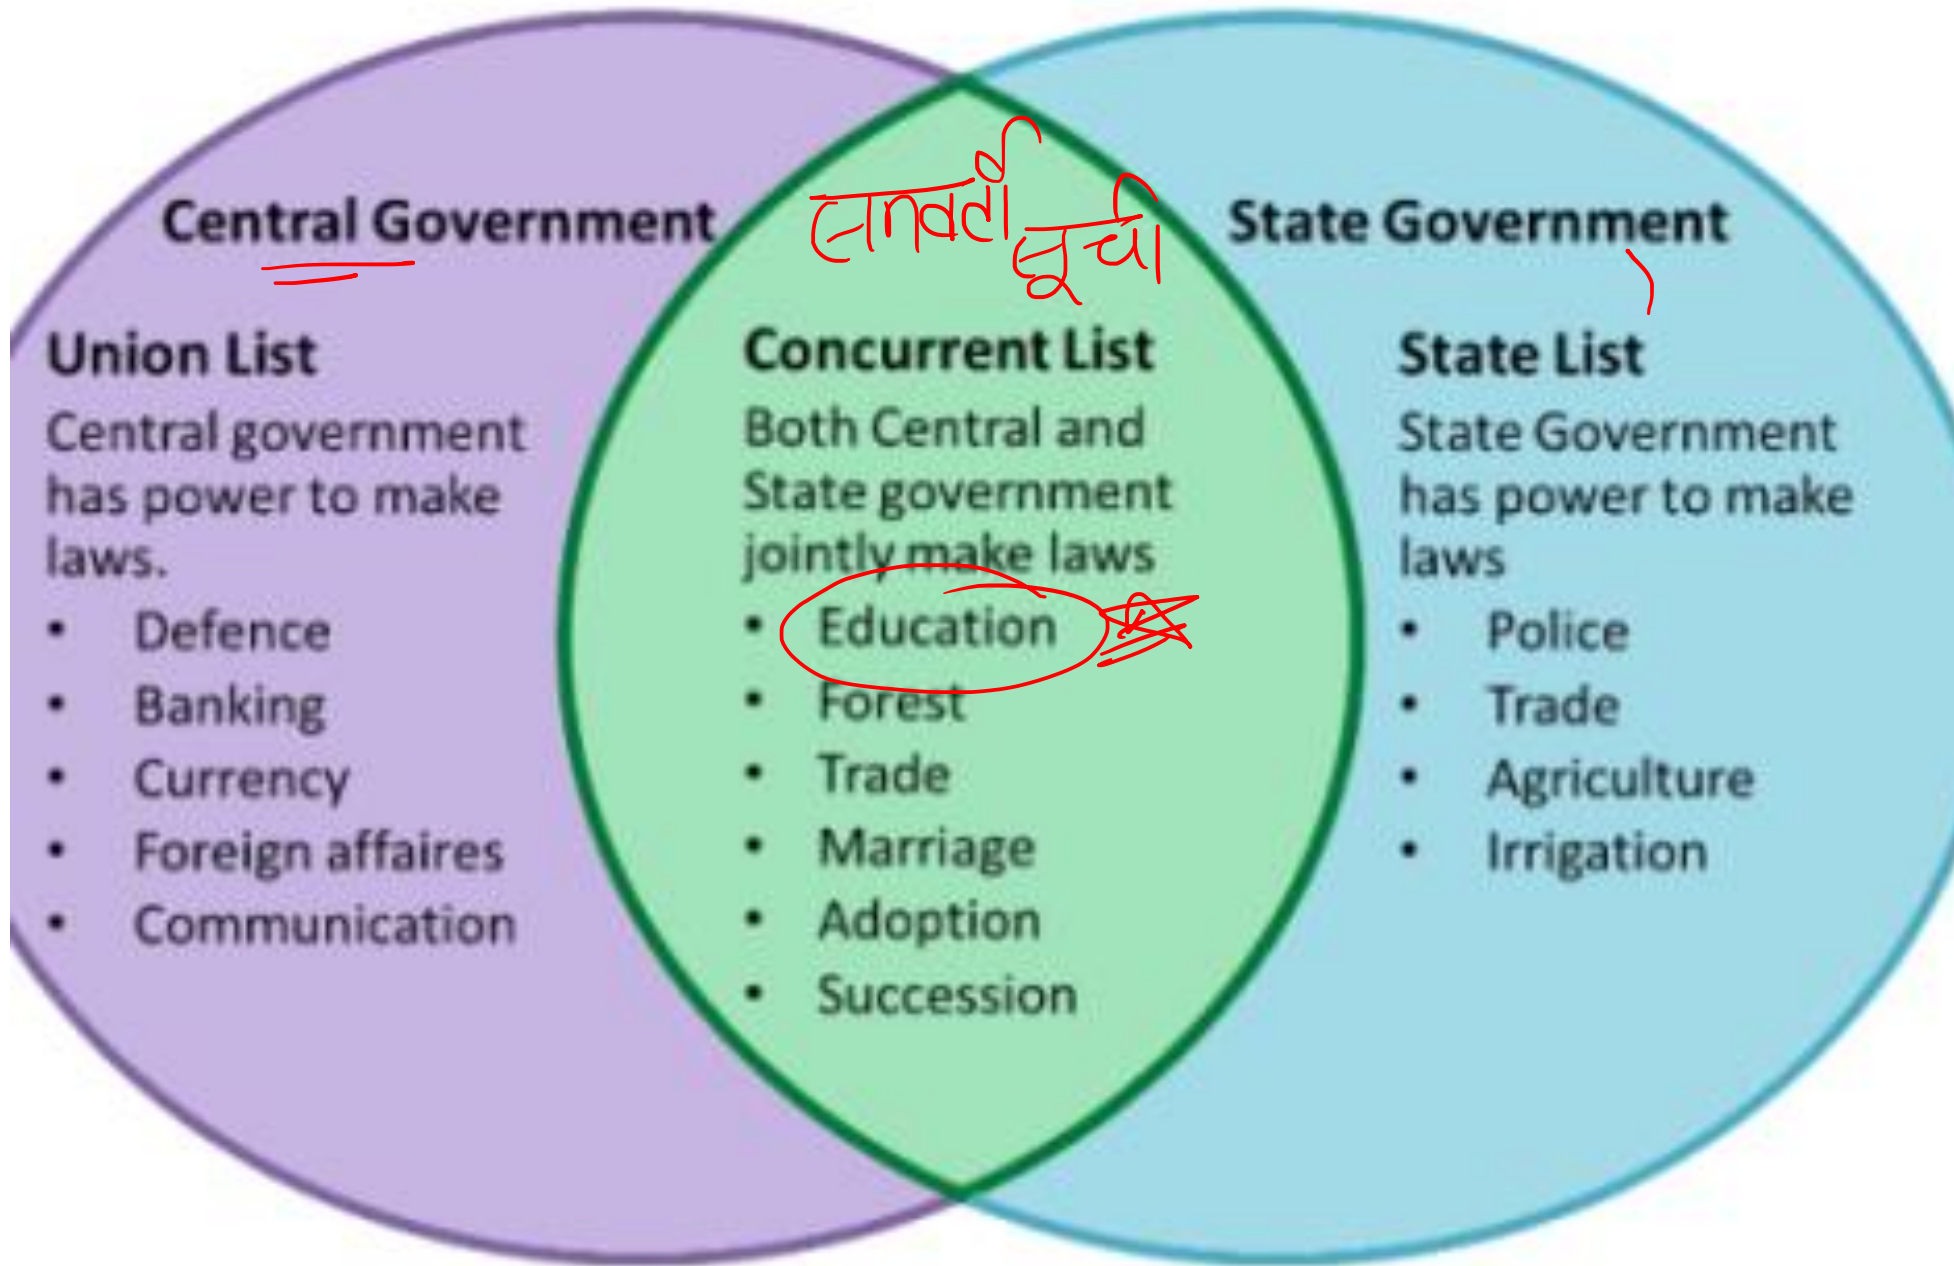 Central Government
समवर्ती सूची
State Government
Union List
Central government
has power to make
laws.
• Defence
• Banking
• Currency
• Foreign affaires
• Communication
Concurrent List
Both Central and
State government
jointly make laws
• Education
• Forest
• Trade
• Marriage
• Adoption
• Succession
State List
State Government
has power to make
laws
• Police
• Trade
• Agriculture
• Irrigation